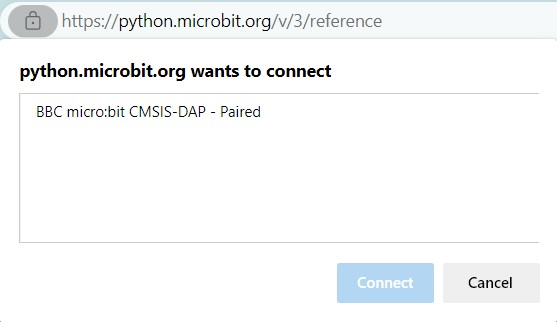 https://python.microbit.org/v/3/reference
python.microbit.org wants to connect
BBC micro:bit CMSIS-DAP - Paired
Connect Cancel